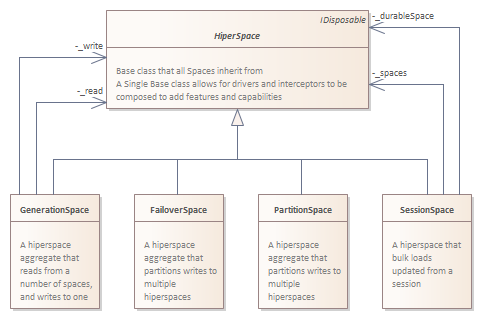 IDisposable
HiperSpace
Base class that all Spaces inherit from
A Single Base class allows for drivers and interceptors to be
composed to add features and capabilities
-_durableSpace
-_write
-_spaces
-_read
GenerationSpace
A hiperspace
aggregate that
reads from a
number of spaces,
and writes to one
FailoverSpace
A hiperspace
aggregate that
partitions writes to
multiple
hiperspaces
PartitionSpace
A hiperspace
aggregate that
partitions writes to
multiple
hiperspaces
SessionSpace
A hiperspace that
bulk loads
updated from a
session